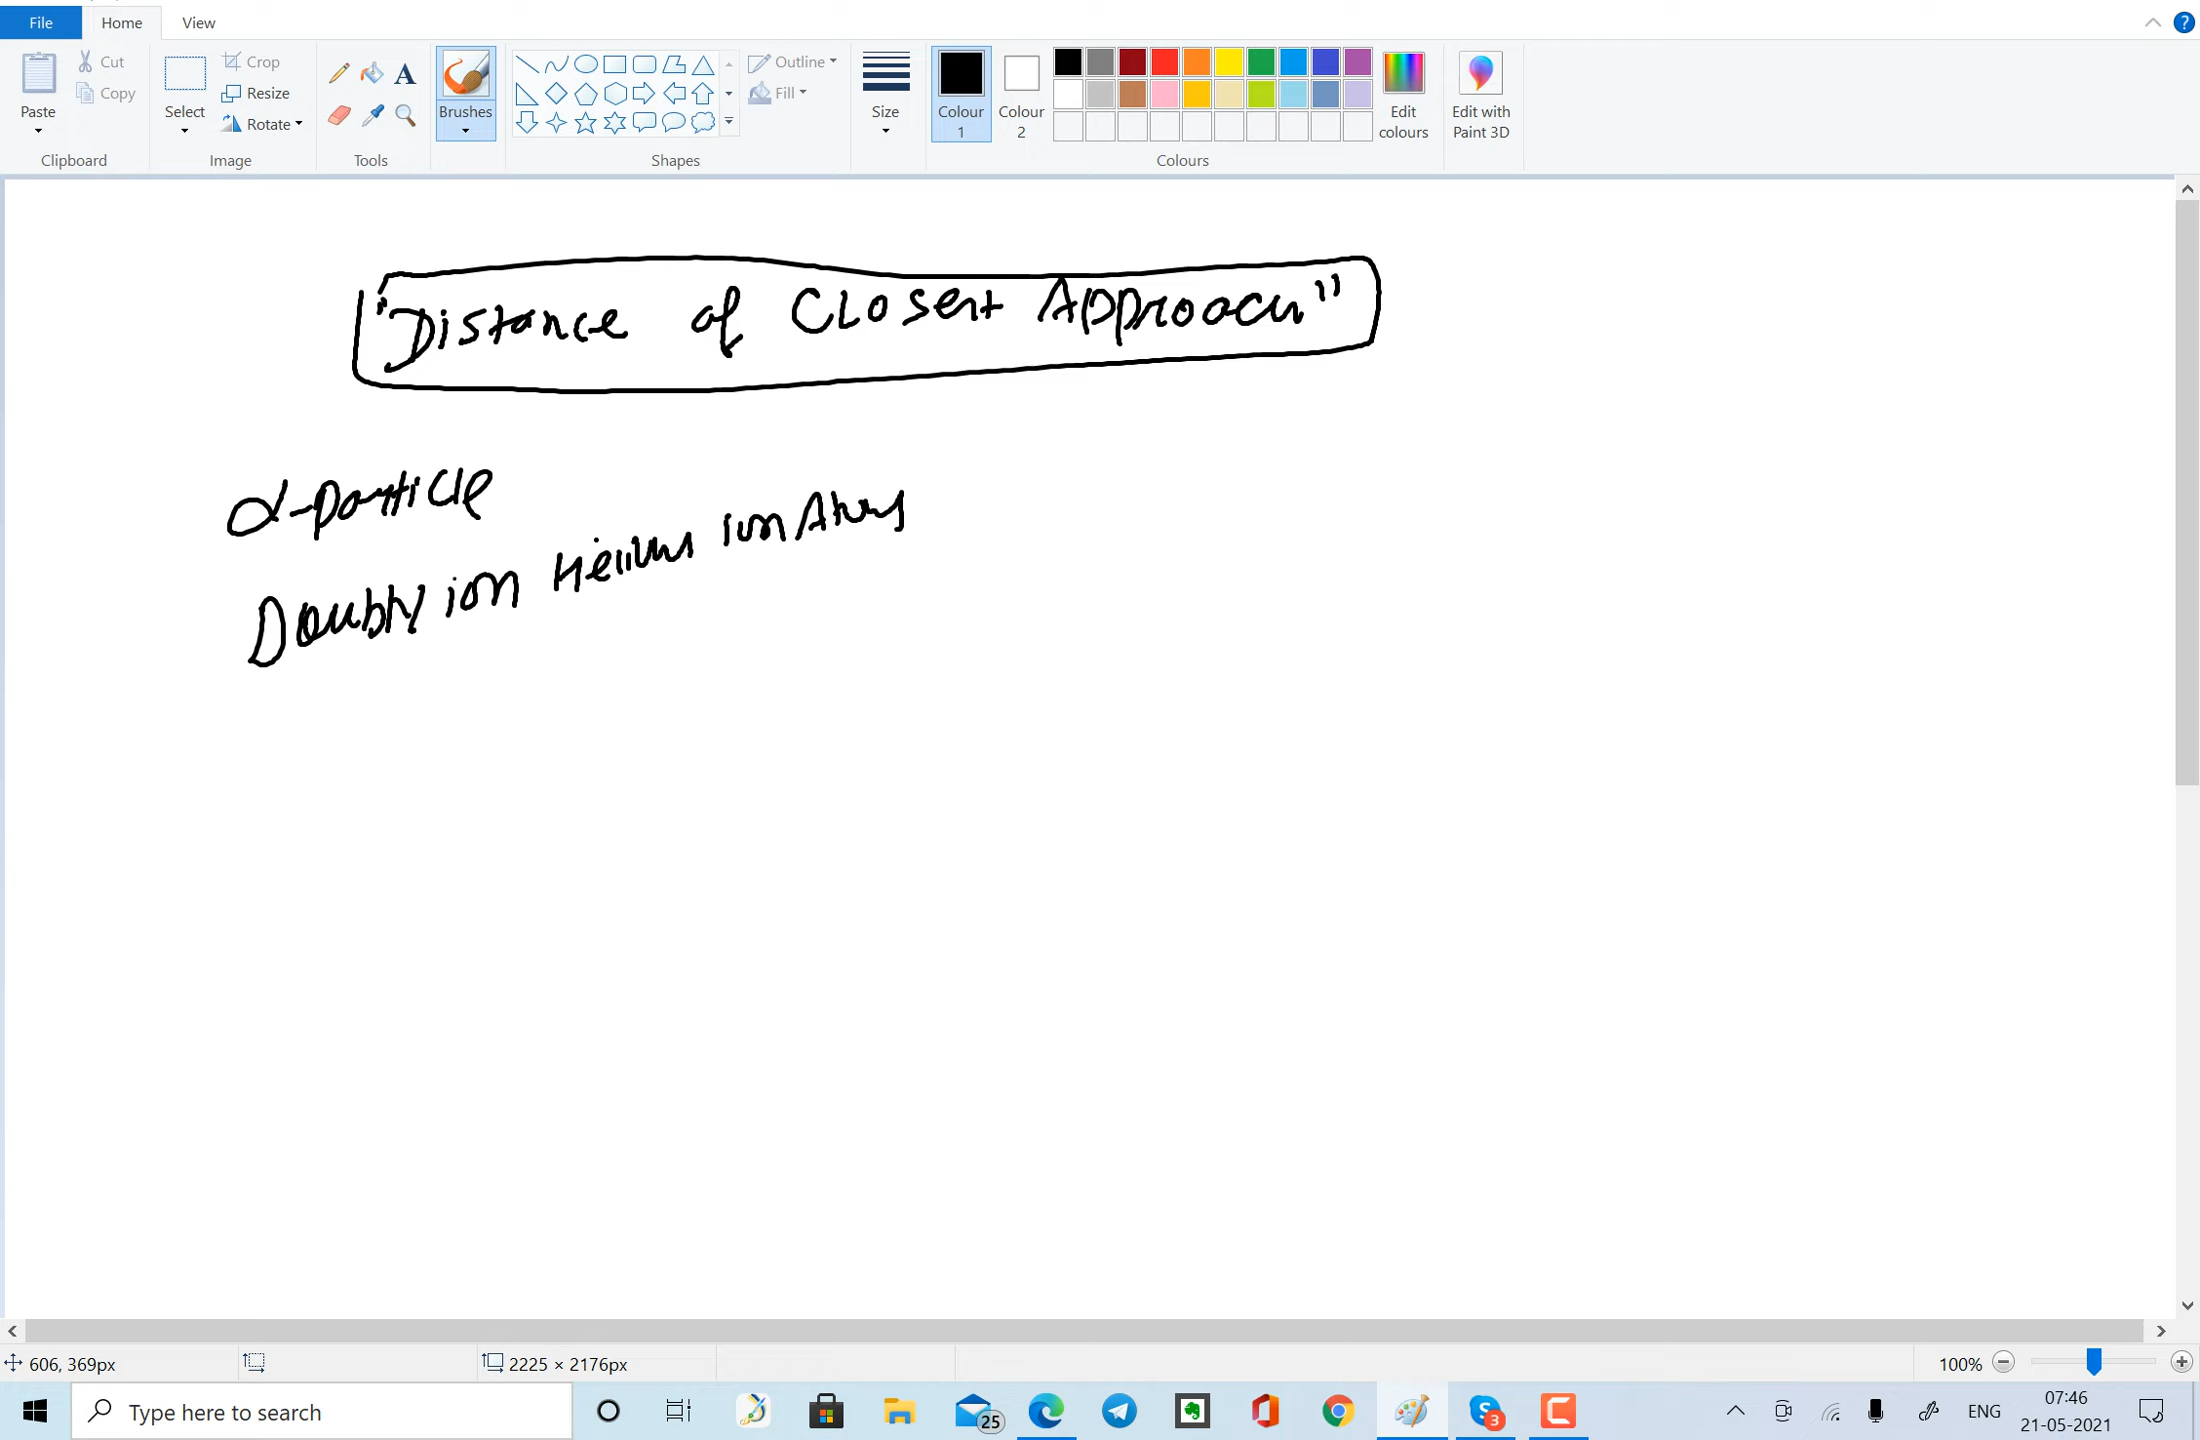 File Home View
Cut
Copy
Paste
Clipboard
Crop
Resize
Rotate
Select
Image
Tools
Brushes
Shapes
Outline
Fill
Size
Colour 1
Colour 2
Edit colours
Edit with Paint 3D
Colours
"Distance of Closest Approach"
α-particle
Doubly ion Helium ion
606, 369px
2225 × 2176px
100%
Type here to search
25
3
ENG
07:46
21-05-2021